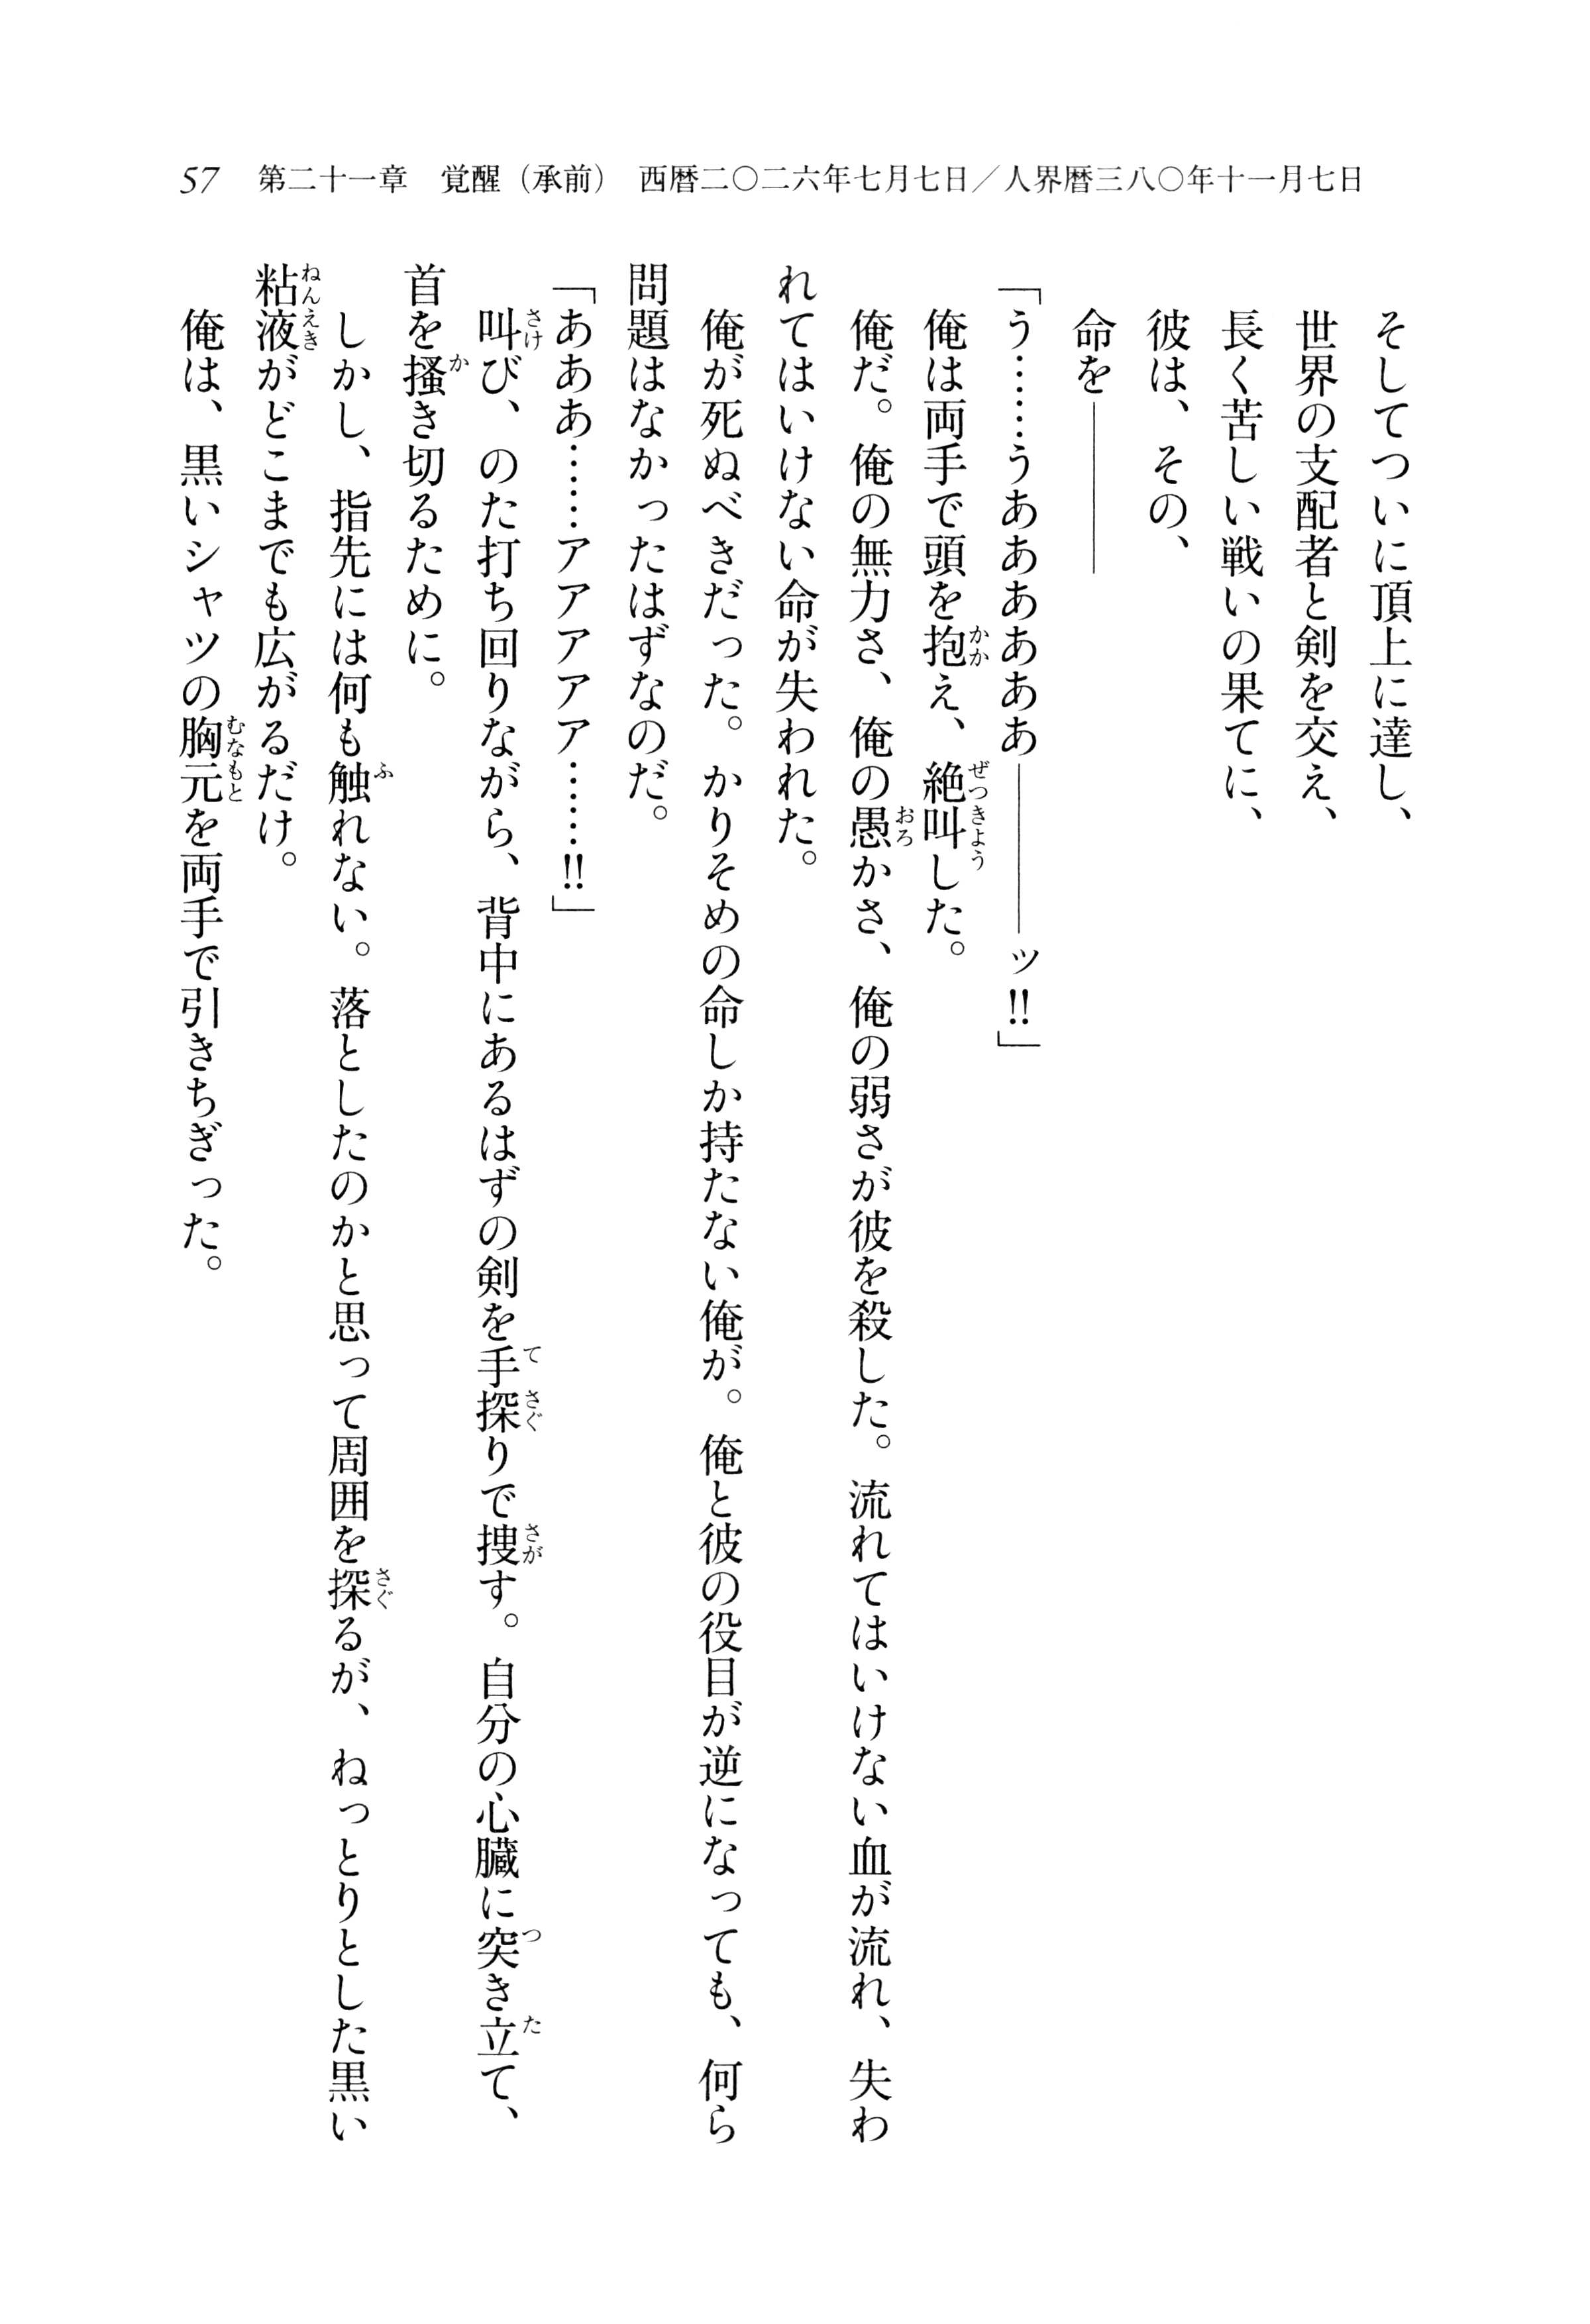 57　第二十一章　覚醒（承前）　西暦二〇二六年七月七日／人界暦三八〇年十一月七日
そしてついに頂上に達し、
世界の支配者と剣を交え、
長く苦しい戦いの果てに、
彼は、その、
命を――――
「う………うああああああ――――ッ!!」
俺は両手で頭を抱え、絶叫した。
俺だ。俺の無力さ、俺の愚かさ、俺の弱さが彼を殺した。流れてはいけない血が流れ、失わ
れてはいけない命が失われた。
俺が死ぬべきだった。かりそめの命しか持たない俺が。俺と彼の役目が逆になっても、何ら
問題はなかったはずなのだ。
「あああ……アアアアア……!!」
叫び、のた打ち回りながら、背中にあるはずの剣を手探りで捜す。自分の心臓に突き立て、
首を掻き切るために。
しかし、指先には何も触れない。落としたのかと思って周囲を探るが、ねっとりとした黒い
粘液がどこまでも広がるだけ。
俺は、黒いシャツの胸元を両手で引きちぎった。